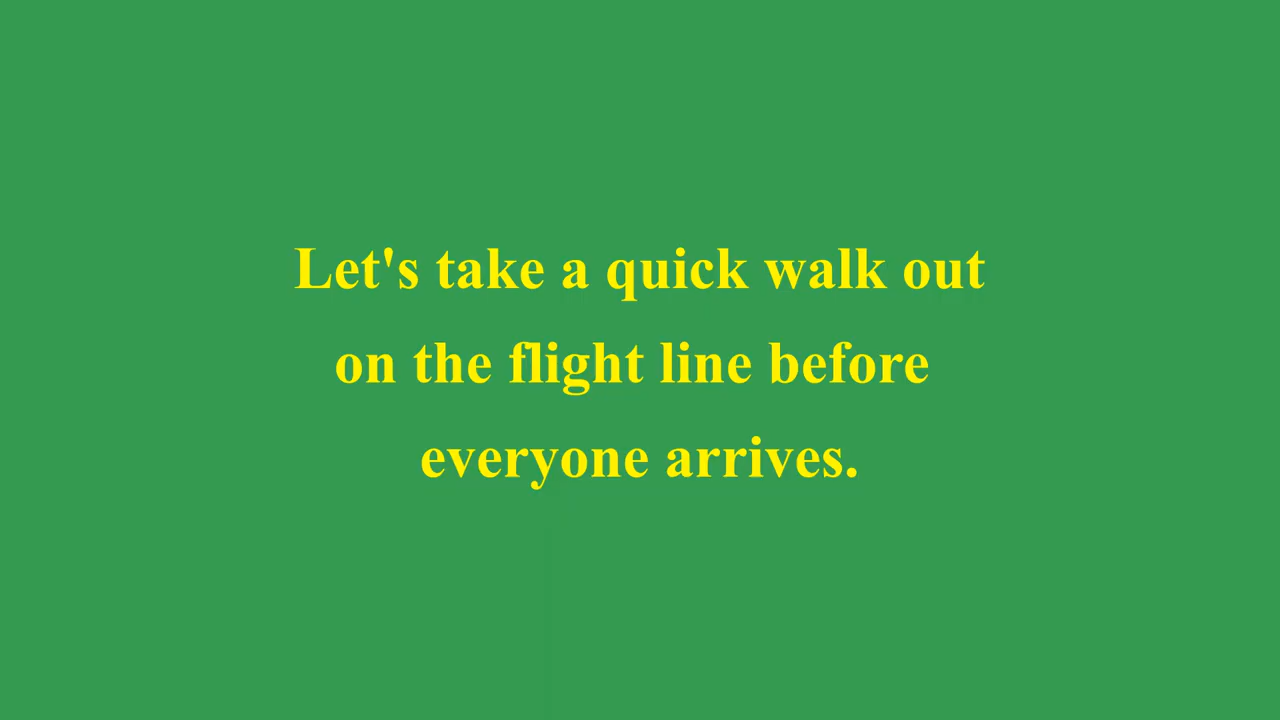 Let's take a quick walk out
on the flight line before
everyone arrives.